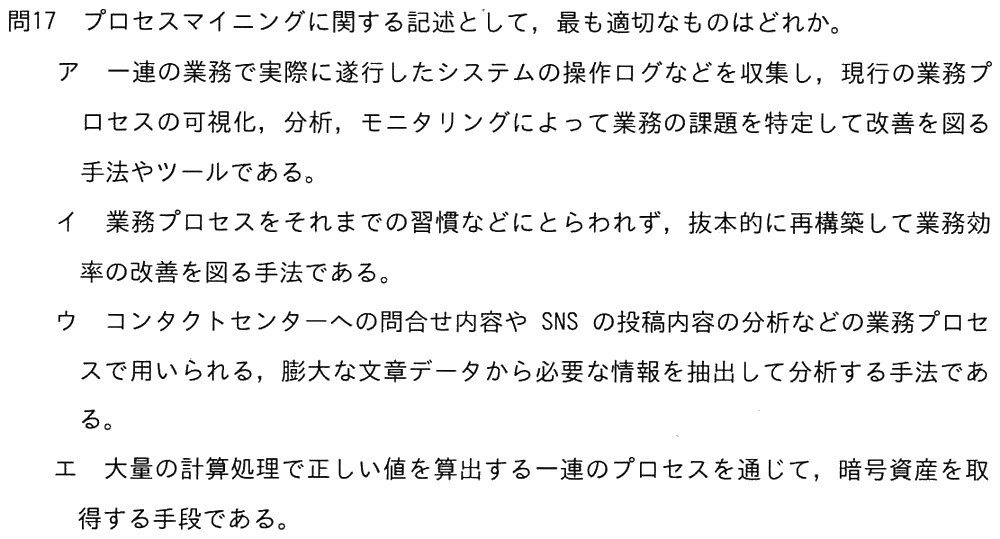 問17　プロセスマイニングに関する記述として，最も適切なものはどれか。
ア　一連の業務で実際に遂行したシステムの操作ログなどを収集し，現行の業務プ
ロセスの可視化，分析，モニタリングによって業務の課題を特定して改善を図る
手法やツールである。
イ　業務プロセスをそれまでの習慣などにとらわれず，抜本的に再構築して業務効
率の改善を図る手法である。
ウ　コンタクトセンターへの問合せ内容や SNS の投稿内容の分析などの業務プロセ
スで用いられる，膨大な文章データから必要な情報を抽出して分析する手法であ
る。
エ　大量の計算処理で正しい値を算出する一連のプロセスを通じて，暗号資産を取
得する手段である。